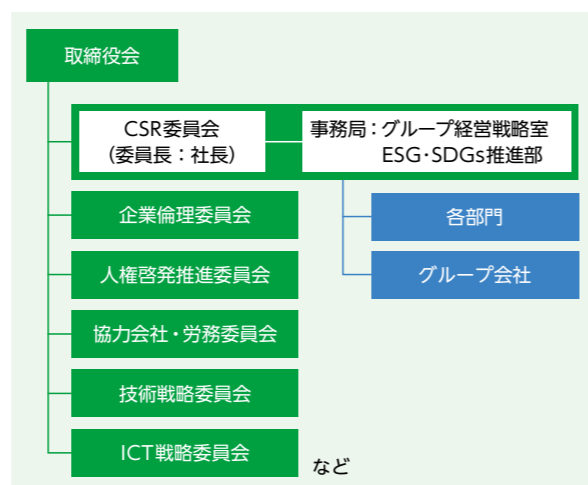 取締役会
CSR委員会
(委員長：社長)
事務局：グループ経営戦略室
ESG・SDGs推進部
企業倫理委員会
各部門
人権啓発推進委員会
グループ会社
協力会社・労務委員会
技術戦略委員会
ICT戦略委員会
など